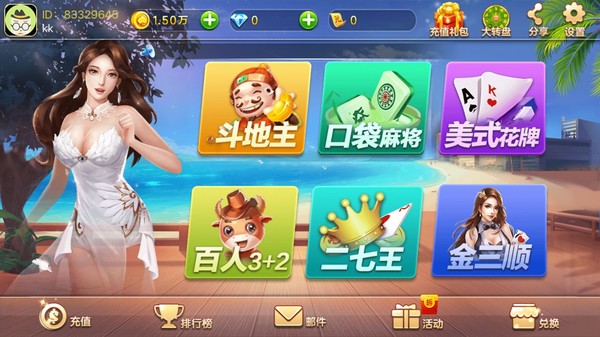 ID: 83329645
kk
1.50万
0
0
充值礼包
大转盘
分享
设置
斗地主
口袋麻将
A K
美式花牌
百人3+2
二七王
A
金三顺
充值
排行榜
邮件
拆
活动
兑换